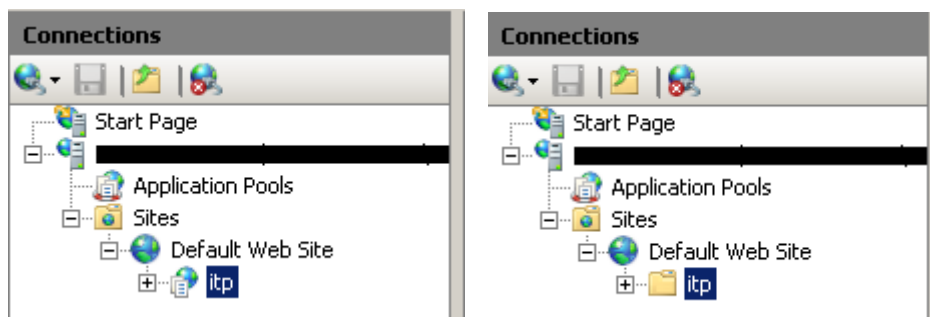 Connections
Start Page
Application Pools
Sites
Default Web Site
itp
Connections
Start Page
Application Pools
Sites
Default Web Site
itp